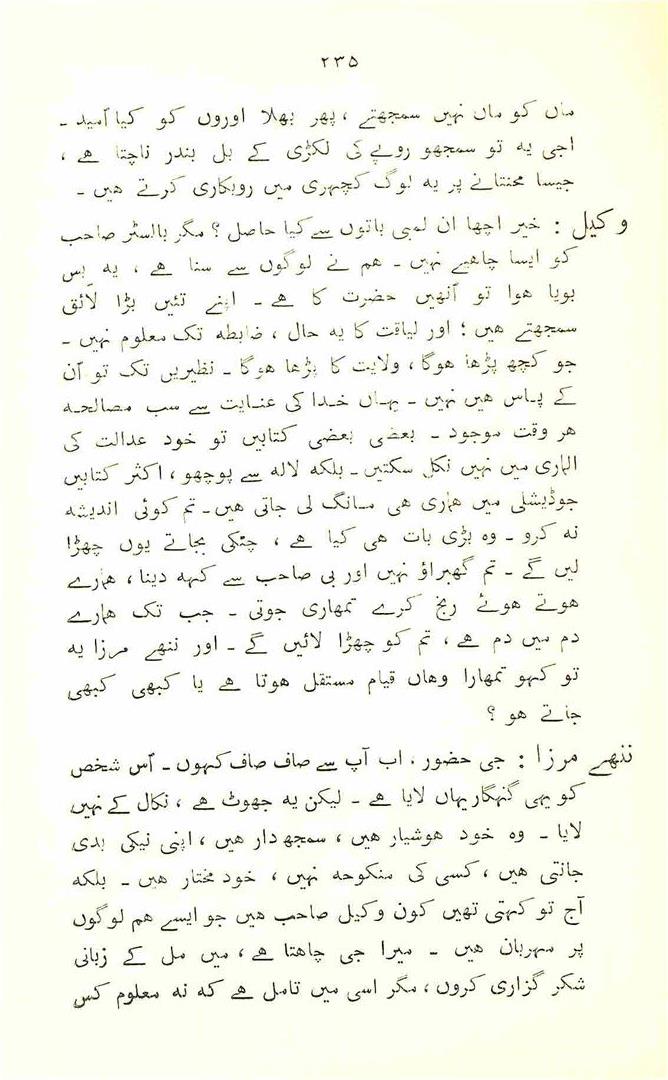 ۲۳۵
ماں کو ماں نہیں سمجھتے ، پھر بھلا اوروں کو کیا اُمید ۔
اجی یہ تو سمجھو روپے کی لکڑی کے بل بندر ناچتا ہے ،
جیسا محنتانے پر یہ لوگ کچہری میں روبکاری کرتے ہیں ۔
وکیل : خیر اچھا ان لمبی باتوں سے کیا حاصل ؟ مگر بالسٹر صاحب
کو ایسا چاہیے نہیں ۔ ہم نے لوگوں سے سنا ہے ، یہ بِس
بویا ہوا تو اُنھیں حضرت کا ہے ۔ اپنے تئیں بڑا لائق
سمجھتے ہیں ؛ اور لیاقت کا یہ حال ، ضابطہ تک معلوم نہیں ۔
جو کچھ پڑھا ہوگا ، ولایت کا پڑھا ہوگا ۔ نظیریں تک تو اُن
کے پاس ہیں نہیں ۔ یہاں خدا کی عنایت سے سب مصالحہ
ہر وقت موجود ۔ بعضی بعضی کتابیں تو خود عدالت کی
الماری میں نہیں نکل سکتیں ۔ بلکہ لالہ سے پوچھو ، اکثر کتابیں
جوڈیشلی میں ہماری ہی مانگ لی جاتی ہیں ۔ تم کوئی اندیشہ
نہ کرو ۔ وہ بڑی بات ہی کیا ہے ، چٹکی بجاتے یوں چھڑا
لیں گے ۔ تم گھبراؤ نہیں اور بی صاحب سے کہہ دینا ، ہمارے
ہوتے ہوئے رنج کرے تمھاری جوتی ۔ جب تک ہمارے
دم میں دم ہے ، تم کو چھڑا لائیں گے ۔ اور ننھے مرزا یہ
تو کہو تمھارا وہاں قیام مستقل ہوتا ہے یا کبھی کبھی
جاتے ہو ؟
ننھے مرزا : جی حضور ، اب آپ سے صاف صاف کہوں ۔ اُس شخص
کو یہی گنہگار یہاں لایا ہے ۔ لیکن یہ جھوٹ ہے ، نکال کے نہیں
لایا ۔ وہ خود ہوشیار ہیں ، سمجھ دار ہیں ، اپنی نیکی بدی
جانتی ہیں ، کسی کی منکوحہ نہیں ، خود مختار ہیں ۔ بلکہ
آج تو کہتی تھیں کون وکیل صاحب ہیں جو ایسے ہم لوگوں
پر مہربان ہیں ۔ میرا جی چاہتا ہے ، میں مل کے زبانی
شکر گزاری کروں ، مگر اسی میں تامل ہے کہ نہ معلوم کس